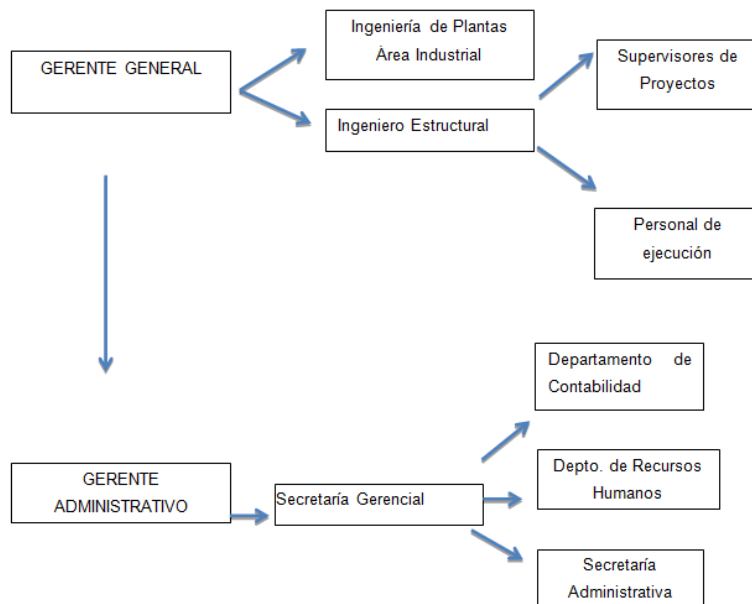 Ingeniería de Plantas
Área Industrial
GERENTE GENERAL
Supervisores de
Proyectos
Ingeniero Estructural
Personal de
ejecución
Departamento de
Contabilidad
GERENTE
ADMINISTRATIVO
Secretaría Gerencial
Depto. de Recursos
Humanos
Secretaría
Administrativa